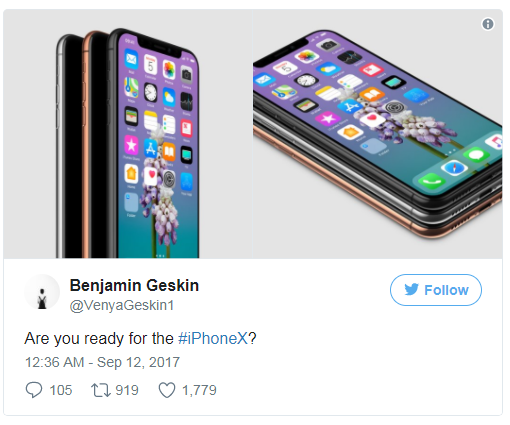 Benjamin Geskin
@VenyaGeskin1
Follow
Are you ready for the #iPhoneX?
12:36 AM - Sep 12, 2017
105 919 1,779